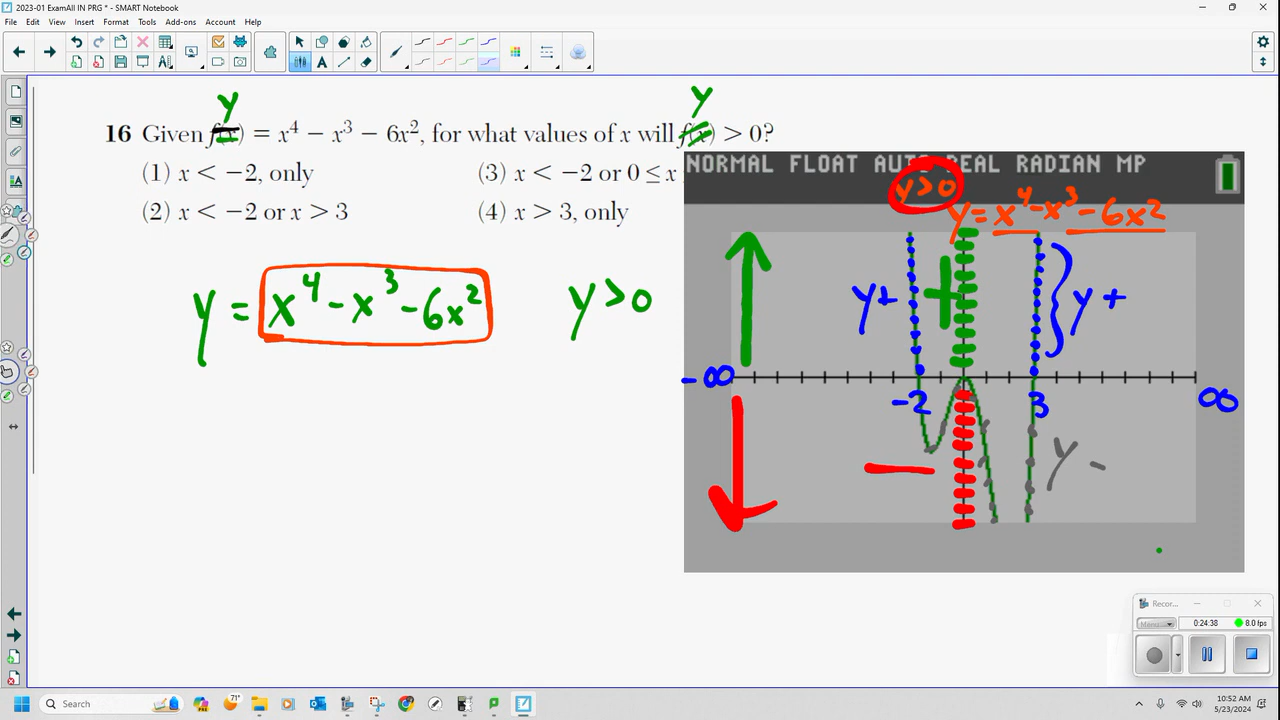 2023-01 ExamAll IN PRG * - SMART Notebook
File Edit View Insert Format Tools Add-ons Account Help
y y
16 Given f(x) = x⁴ − x³ − 6x², for what values of x will f(x) > 0?
(1) x < −2, only (3) x < −2 or 0 ≤ x
(2) x < −2 or x > 3 (4) x > 3, only
NORMAL FLOAT AUTO REAL RADIAN MP
y > 0
y = x⁴ - x³ - 6x²
y = x⁴ - x³ - 6x² y > 0
y+ + y+
-∞ -2 3 ∞
− y -
Recor...
Menu 0:24:38 8.0 fps
71°
Search
10:52 AM
5/23/2024